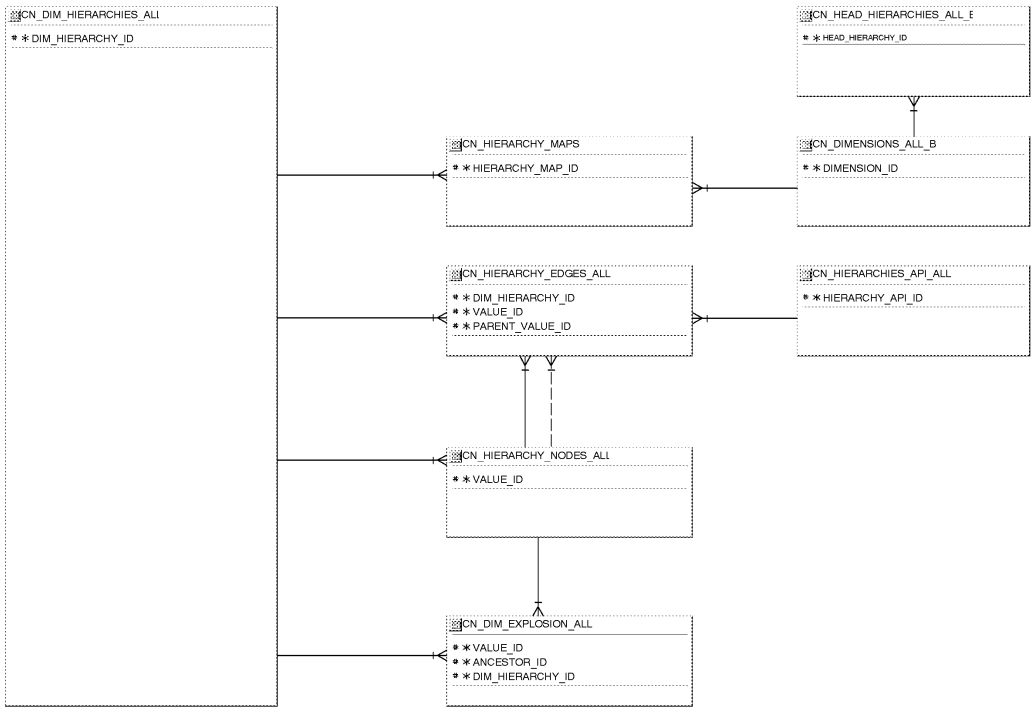 CN_DIM_HIERARCHIES_ALL
# * DIM_HIERARCHY_ID
CN_HEAD_HIERARCHIES_ALL_B
# * HEAD_HIERARCHY_ID
CN_HIERARCHY_MAPS
# * HIERARCHY_MAP_ID
CN_DIMENSIONS_ALL_B
# * DIMENSION_ID
CN_HIERARCHY_EDGES_ALL
# * DIM_HIERARCHY_ID
# * VALUE_ID
# * PARENT_VALUE_ID
CN_HIERARCHIES_API_ALL
# * HIERARCHY_API_ID
CN_HIERARCHY_NODES_ALL
# * VALUE_ID
CN_DIM_EXPLOSION_ALL
# * VALUE_ID
# * ANCESTOR_ID
# * DIM_HIERARCHY_ID